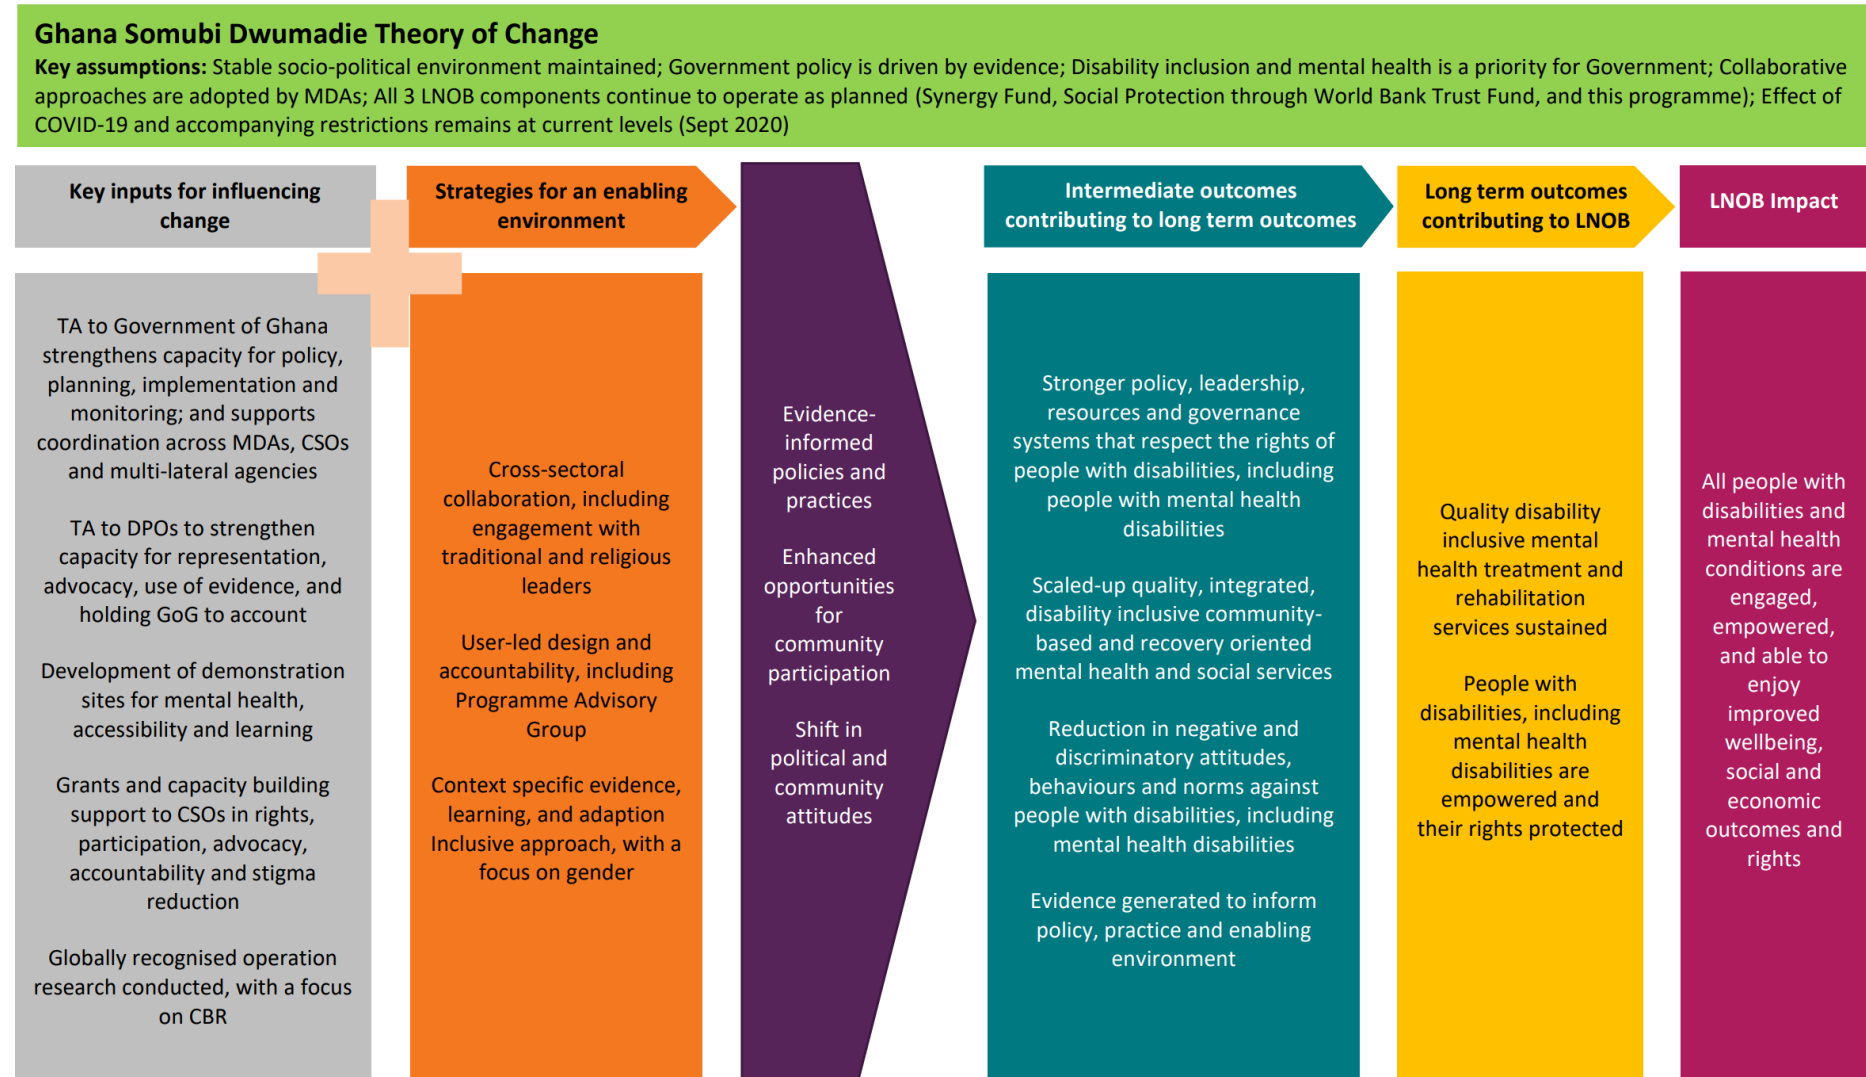 Ghana Somubi Dwumadie Theory of Change
Key assumptions: Stable socio-political environment maintained; Government policy is driven by evidence; Disability inclusion and mental health is a priority for Government; Collaborative
approaches are adopted by MDAs; All 3 LNOB components continue to operate as planned (Synergy Fund, Social Protection through World Bank Trust Fund, and this programme); Effect of
COVID-19 and accompanying restrictions remains at current levels (Sept 2020)
Key inputs for influencing
change
TA to Government of Ghana
strengthens capacity for policy,
planning, implementation and
monitoring; and supports
coordination across MDAs, CSOs
and multi-lateral agencies
TA to DPOs to strengthen
capacity for representation,
advocacy, use of evidence, and
holding GoG to account
Development of demonstration
sites for mental health,
accessibility and learning
Grants and capacity building
support to CSOs in rights,
participation, advocacy,
accountability and stigma
reduction
Globally recognised operation
research conducted, with a focus
on CBR
Strategies for an enabling
environment
Cross-sectoral
collaboration, including
engagement with
traditional and religious
leaders
User-led design and
accountability, including
Programme Advisory
Group
Context specific evidence,
learning, and adaption
Inclusive approach, with a
focus on gender
Evidence-
informed
policies and
practices
Enhanced
opportunities
for
community
participation
Shift in
political and
community
attitudes
Intermediate outcomes
contributing to long term outcomes
Stronger policy, leadership,
resources and governance
systems that respect the rights of
people with disabilities, including
people with mental health
disabilities
Scaled-up quality, integrated,
disability inclusive community-
based and recovery oriented
mental health and social services
Reduction in negative and
discriminatory attitudes,
behaviours and norms against
people with disabilities, including
mental health disabilities
Evidence generated to inform
policy, practice and enabling
environment
Long term outcomes
contributing to LNOB
Quality disability
inclusive mental
health treatment and
rehabilitation
services sustained
People with
disabilities, including
mental health
disabilities are
empowered and
their rights protected
LNOB Impact
All people with
disabilities and
mental health
conditions are
engaged,
empowered,
and able to
enjoy
improved
wellbeing,
social and
economic
outcomes and
rights